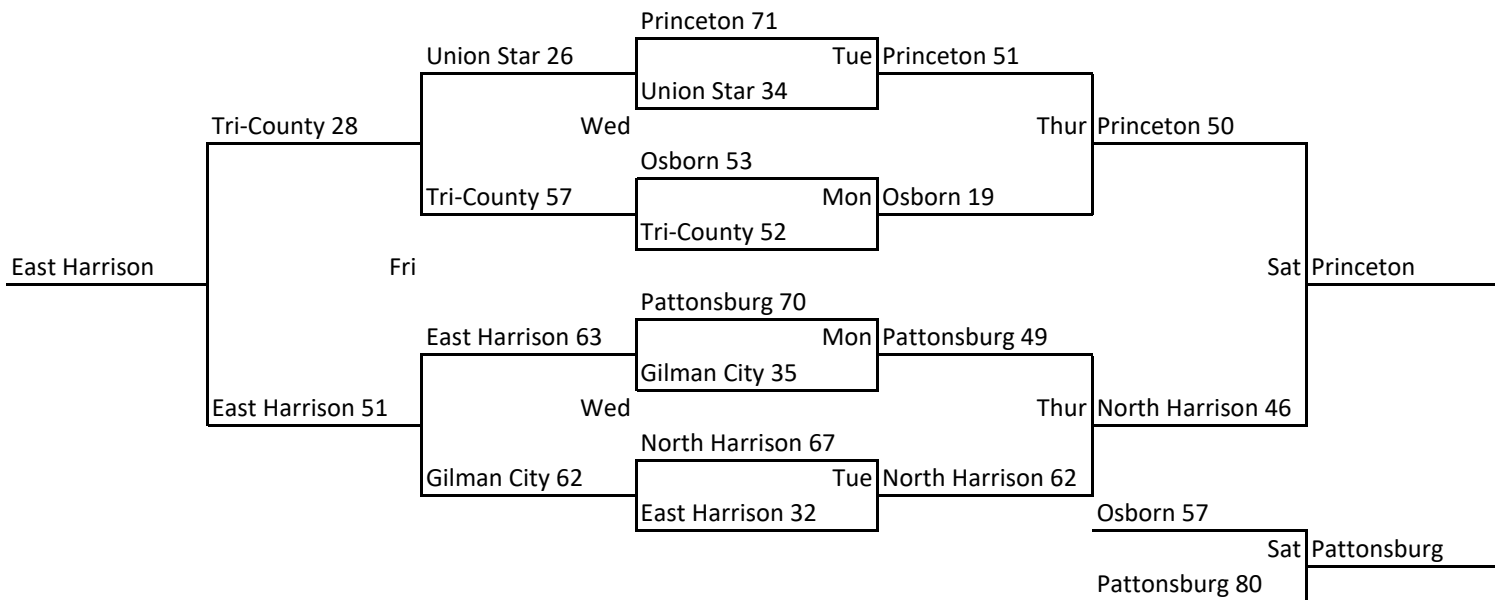 Princeton 71
Union Star 26
Tue Princeton 51
Union Star 34
Tri-County 28
Wed
Thur Princeton 50
Osborn 53
Tri-County 57
Mon Osborn 19
Tri-County 52
East Harrison
Fri
Sat Princeton
Pattonsburg 70
East Harrison 63
Mon Pattonsburg 49
Gilman City 35
East Harrison 51
Wed
Thur North Harrison 46
North Harrison 67
Gilman City 62
Tue North Harrison 62
East Harrison 32
Osborn 57
Sat Pattonsburg
Pattonsburg 80